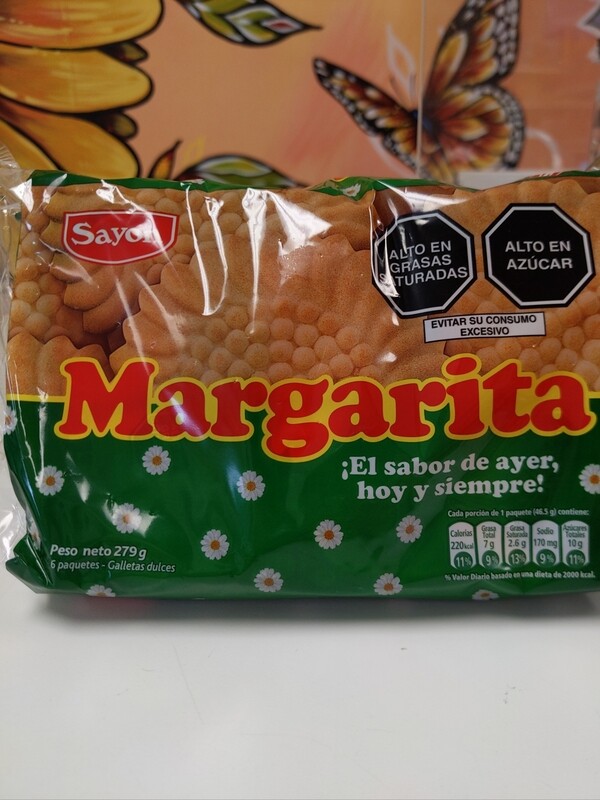 ALTO EN
GRASAS
SATURADAS
ALTO EN
AZÚCAR
EVITAR SU CONSUMO
EXCESIVO
Margarita
¡El sabor de ayer,
hoy y siempre!
Peso neto 279 g
6 paquetes - Galletas dulces
Cada porción de 1 paquete (46,5 g) contiene:
Calorías
220kcal
11%
Grasa
Total
7 g
9%
Grasa
Saturada
2.6 g
13%
Sodio
170 mg
9%
Azúcares
Totales
10 g
11%
% Valor Diario basado en una dieta de 2000 kcal.